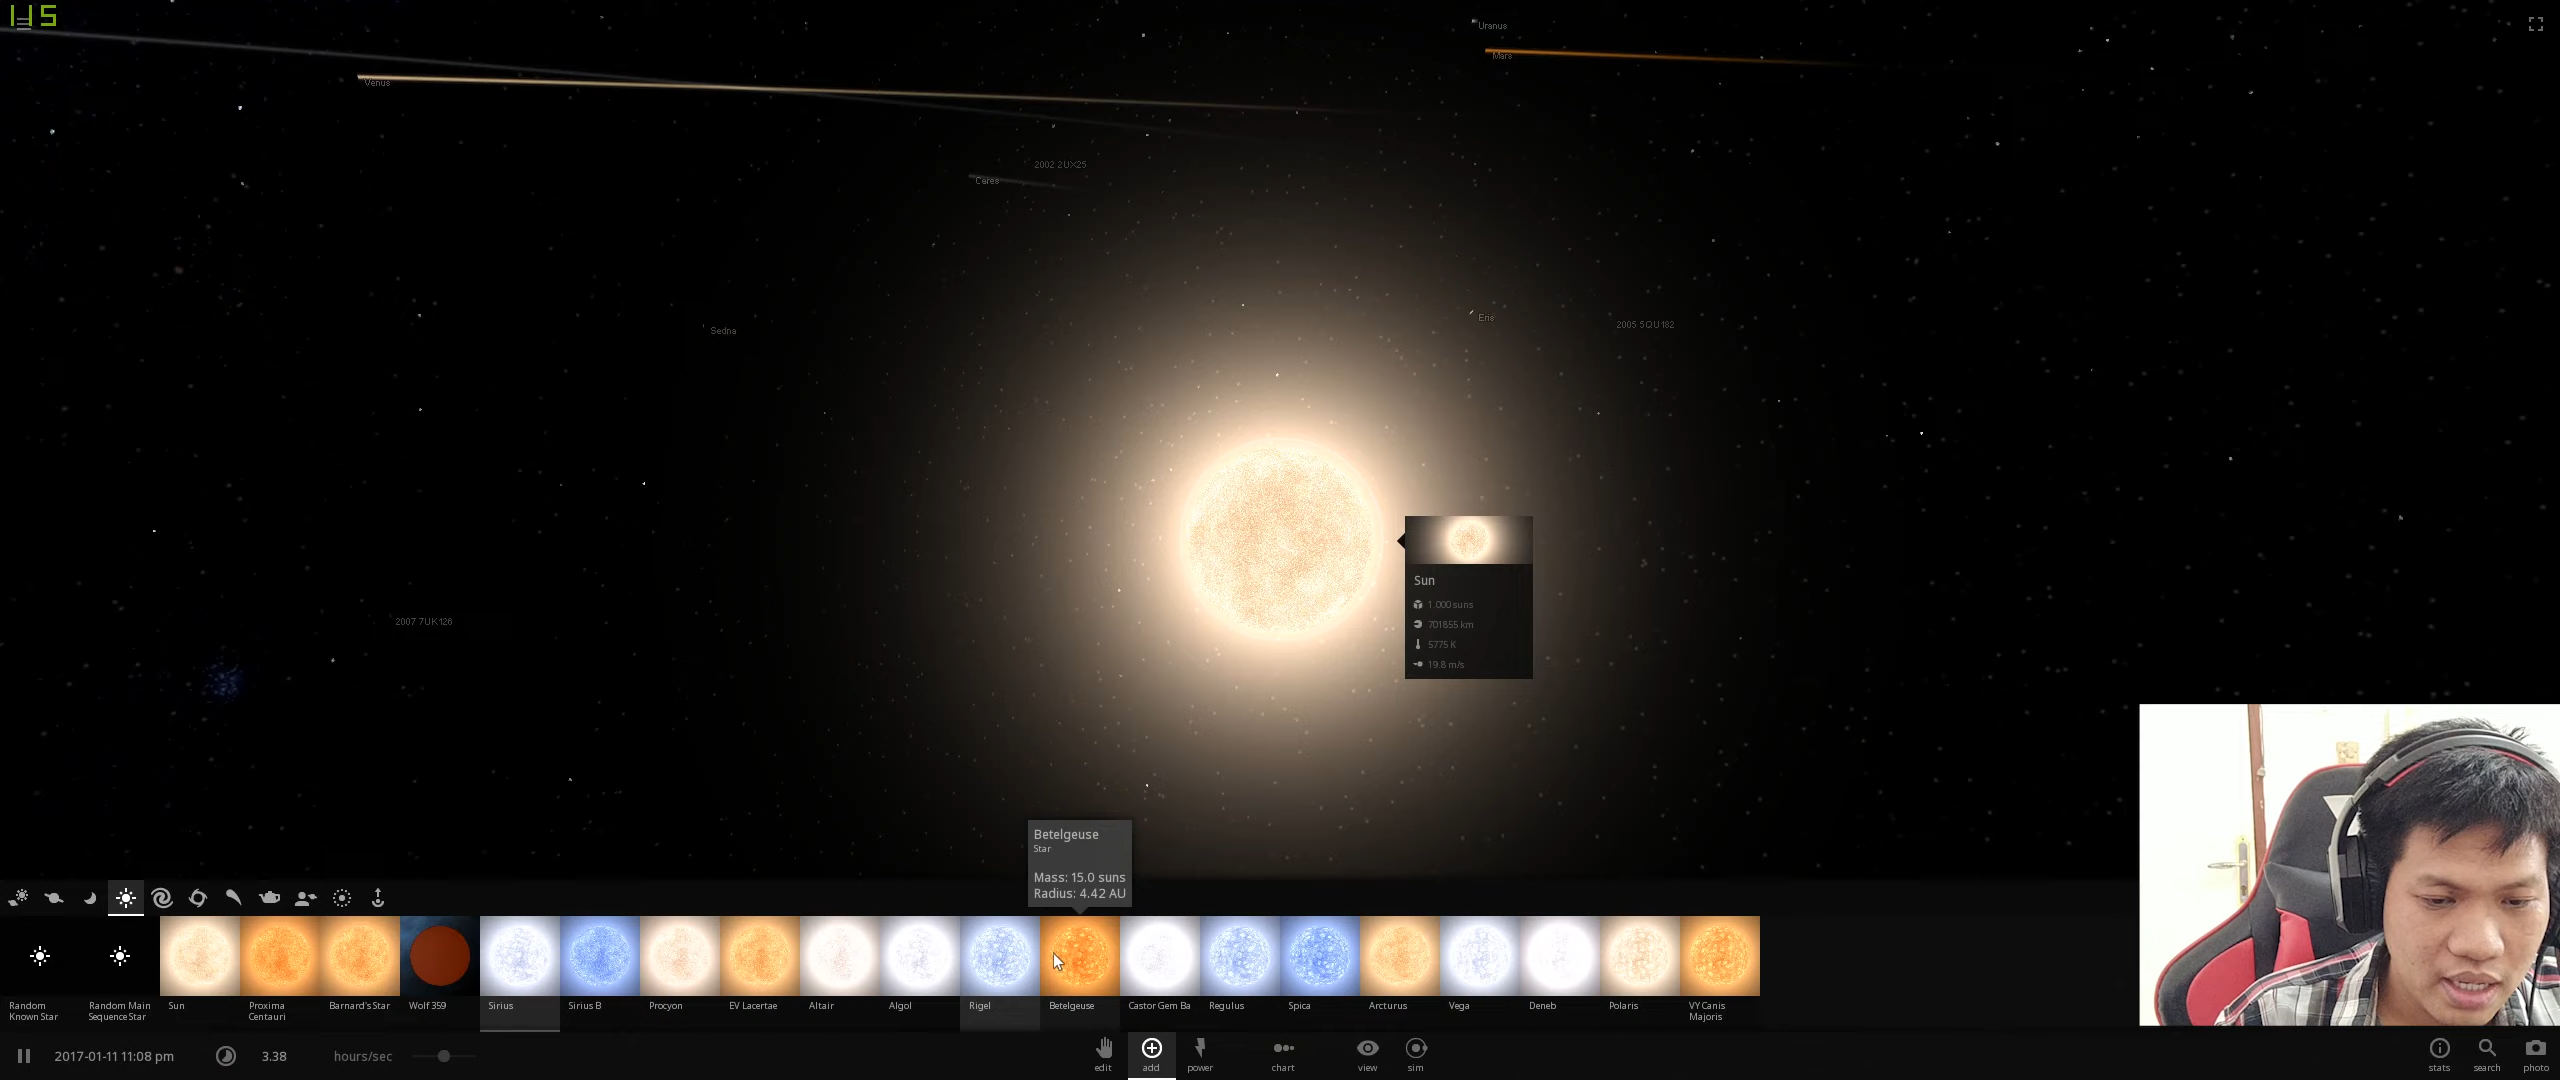 115
Uranus
Mars
Venus
2002 2UX25
Ceres
Sedna
Eris
2005 5QU182
2007 7UK126
Sun
1.000 suns
701855 km
5775 K
19.8 m/s
Betelgeuse
Star
Mass: 15.0 suns
Radius: 4.42 AU
Random
Known Star
Random Main
Sequence Star
Sun
Proxima
Centauri
Barnard's Star
Wolf 359
Sirius
Sirius B
Procyon
EV Lacertae
Altair
Algol
Rigel
Betelgeuse
Castor Gem Ba
Regulus
Spica
Arcturus
Vega
Deneb
Polaris
VY Canis
Majoris
2017-01-11 11:08 pm
3.38
hours/sec
edit
add
power
chart
view
sim
stats
search
photo